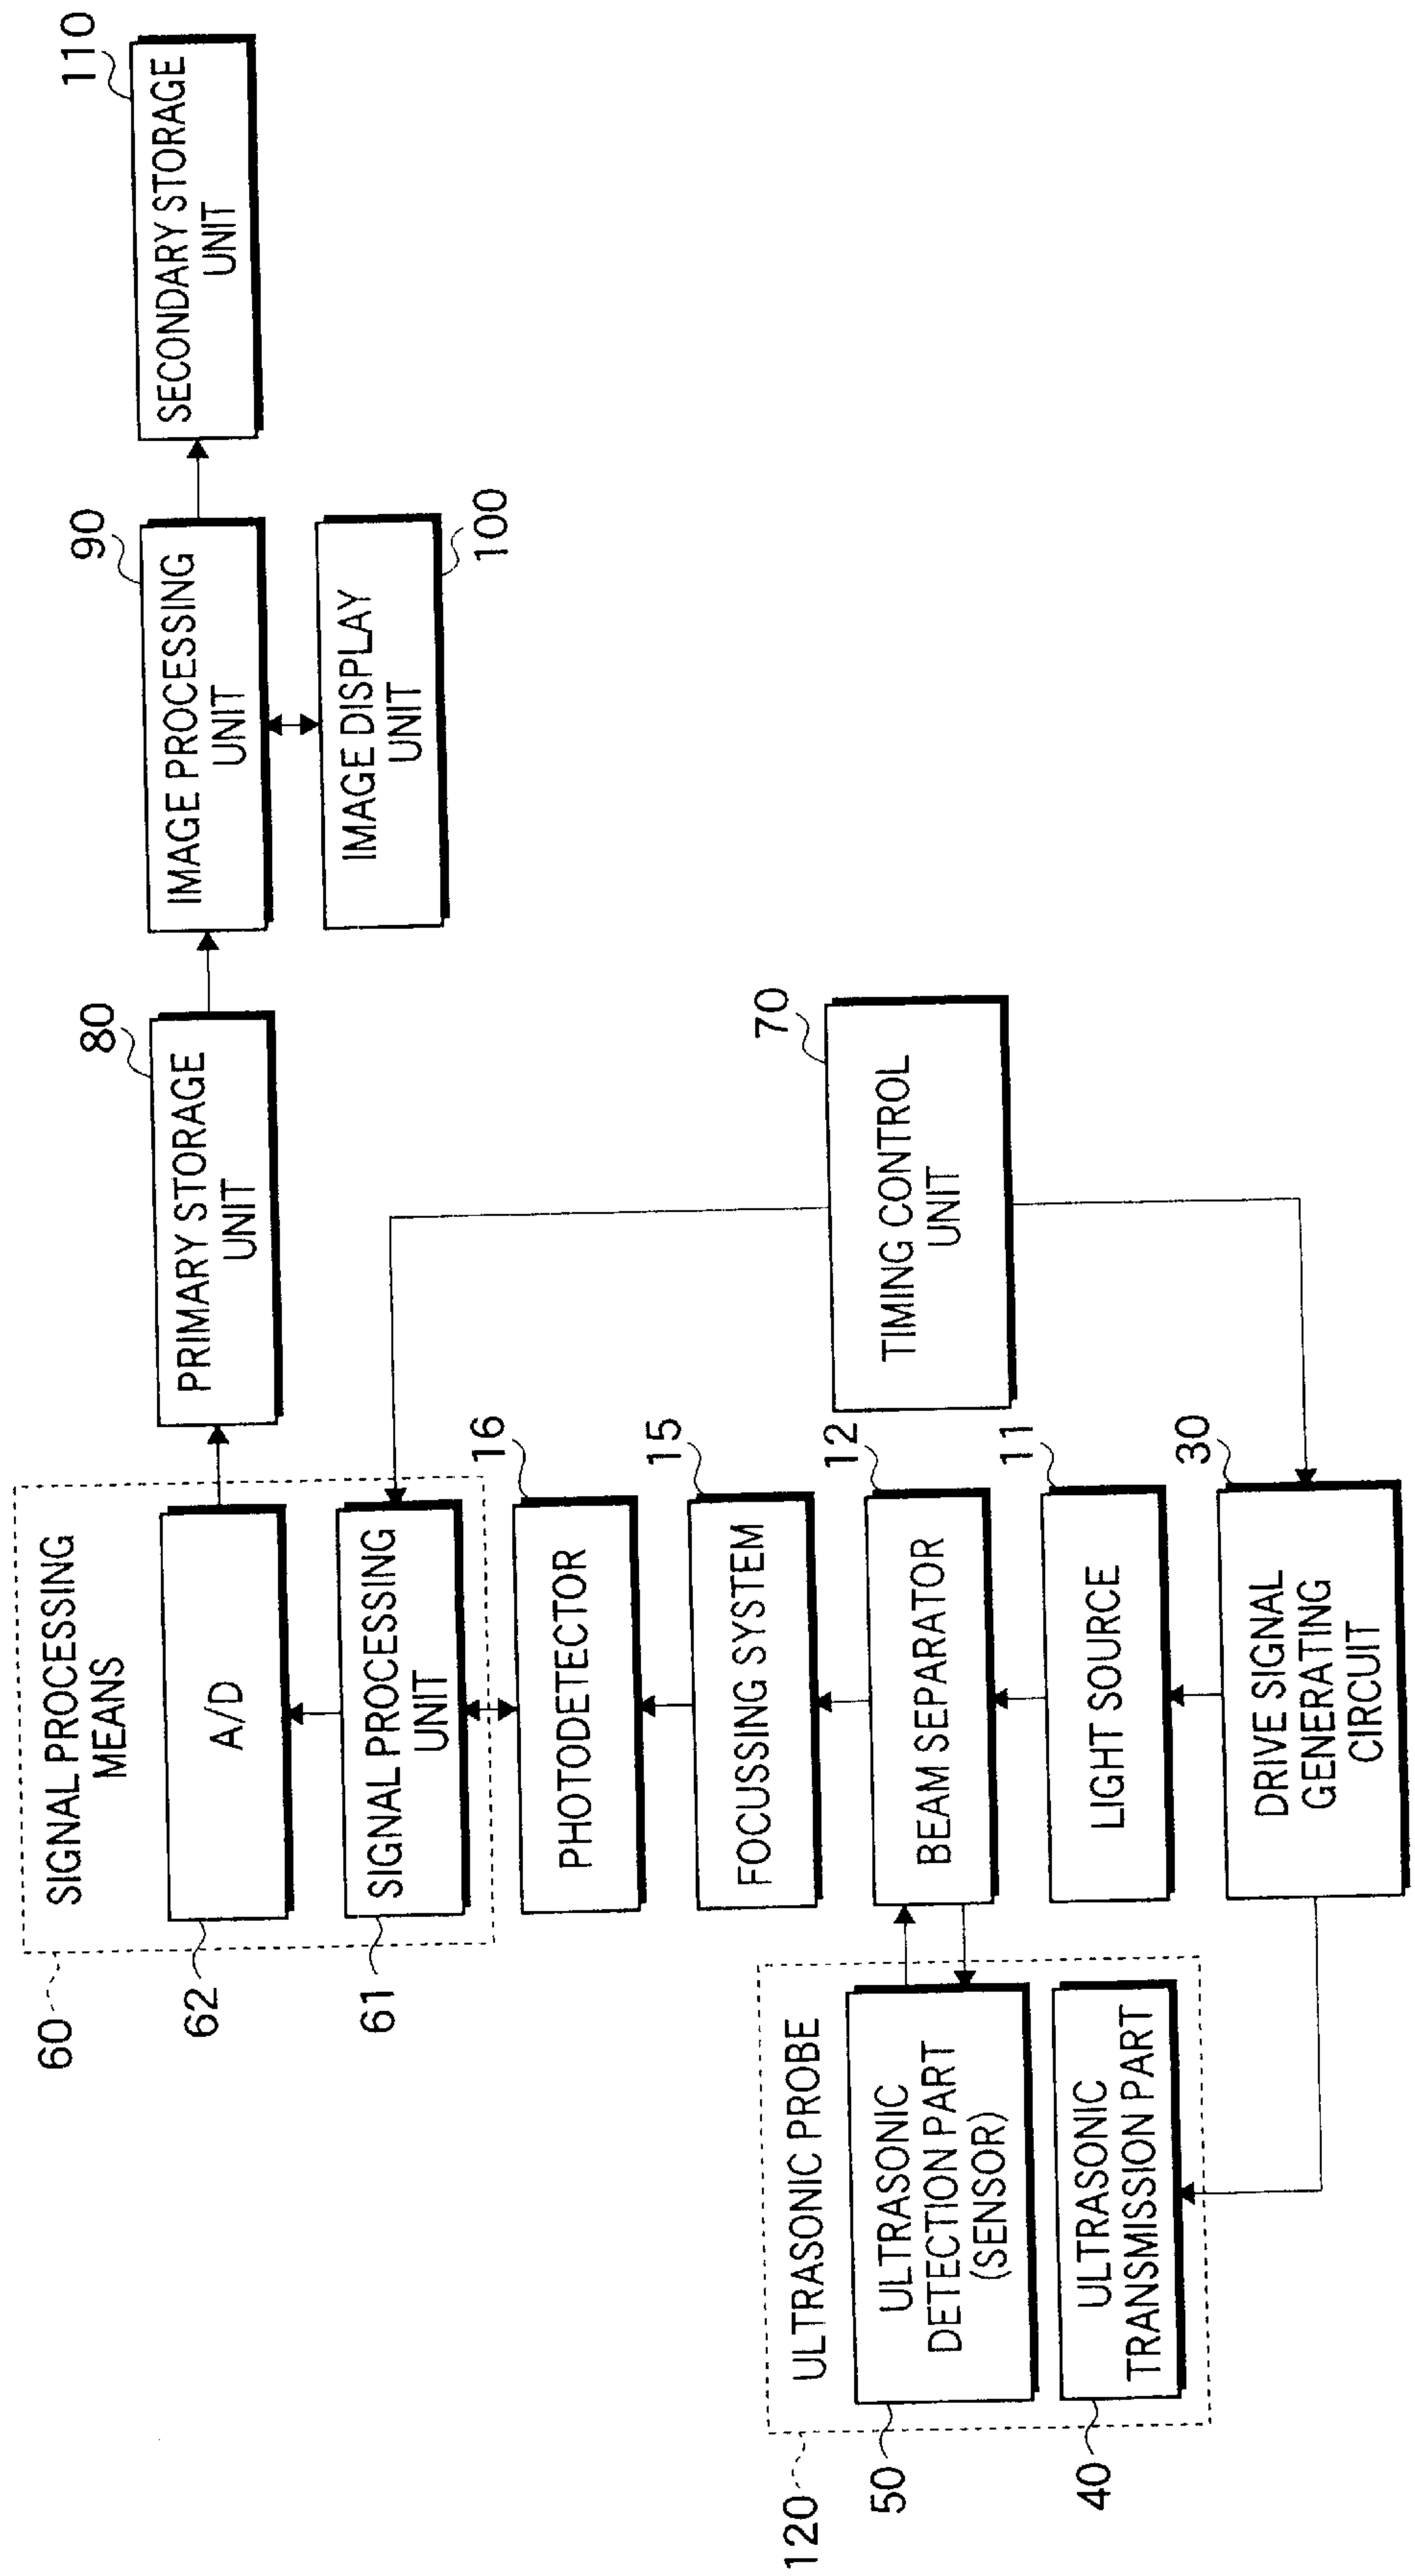 60
SIGNAL PROCESSING
MEANS
62
A/D
61
SIGNAL PROCESSING
UNIT
80
PRIMARY STORAGE
UNIT
90
IMAGE PROCESSING
UNIT
IMAGE DISPLAY
UNIT
100
110
SECONDARY STORAGE
UNIT
16
PHOTODETECTOR
15
FOCUSSING SYSTEM
12
BEAM SEPARATOR
11
LIGHT SOURCE
30
DRIVE SIGNAL
GENERATING
CIRCUIT
70
TIMING CONTROL
UNIT
120
ULTRASONIC PROBE
50
ULTRASONIC
DETECTION PART
(SENSOR)
40
ULTRASONIC
TRANSMISSION PART